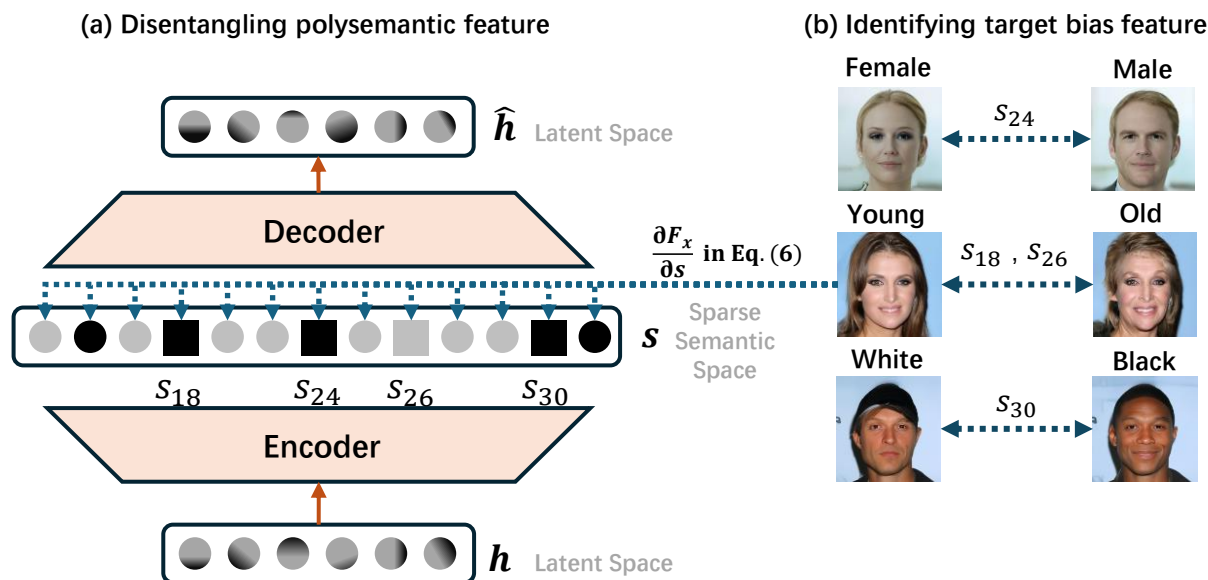 (a) Disentangling polysemantic feature
ĥ Latent Space
Decoder
∂F_x/∂s in Eq. (6)
s Sparse
Semantic
Space
s_18 s_24 s_26 s_30
Encoder
h Latent Space
(b) Identifying target bias feature
Female Male
s_24
Young Old
s_18 , s_26
White Black
s_30